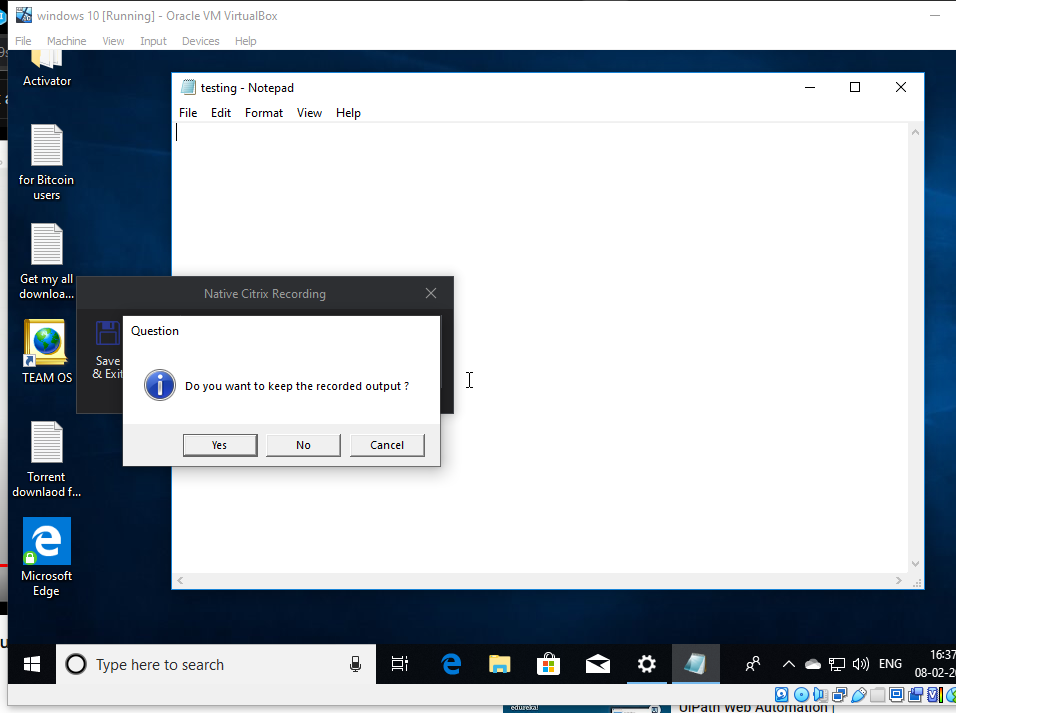 windows 10 [Running] - Oracle VM VirtualBox
File Machine View Input Devices Help
Activator
testing - Notepad
File Edit Format View Help
for Bitcoin
users
Get my all
downloa...
Native Citrix Recording
Save
& Exit
Question
Do you want to keep the recorded output ?
Yes No Cancel
TEAM OS
Torrent
downlaod f...
Microsoft
Edge
Type here to search
ENG
16:37
08-02-20
edureka!
UiPath Web Automation |